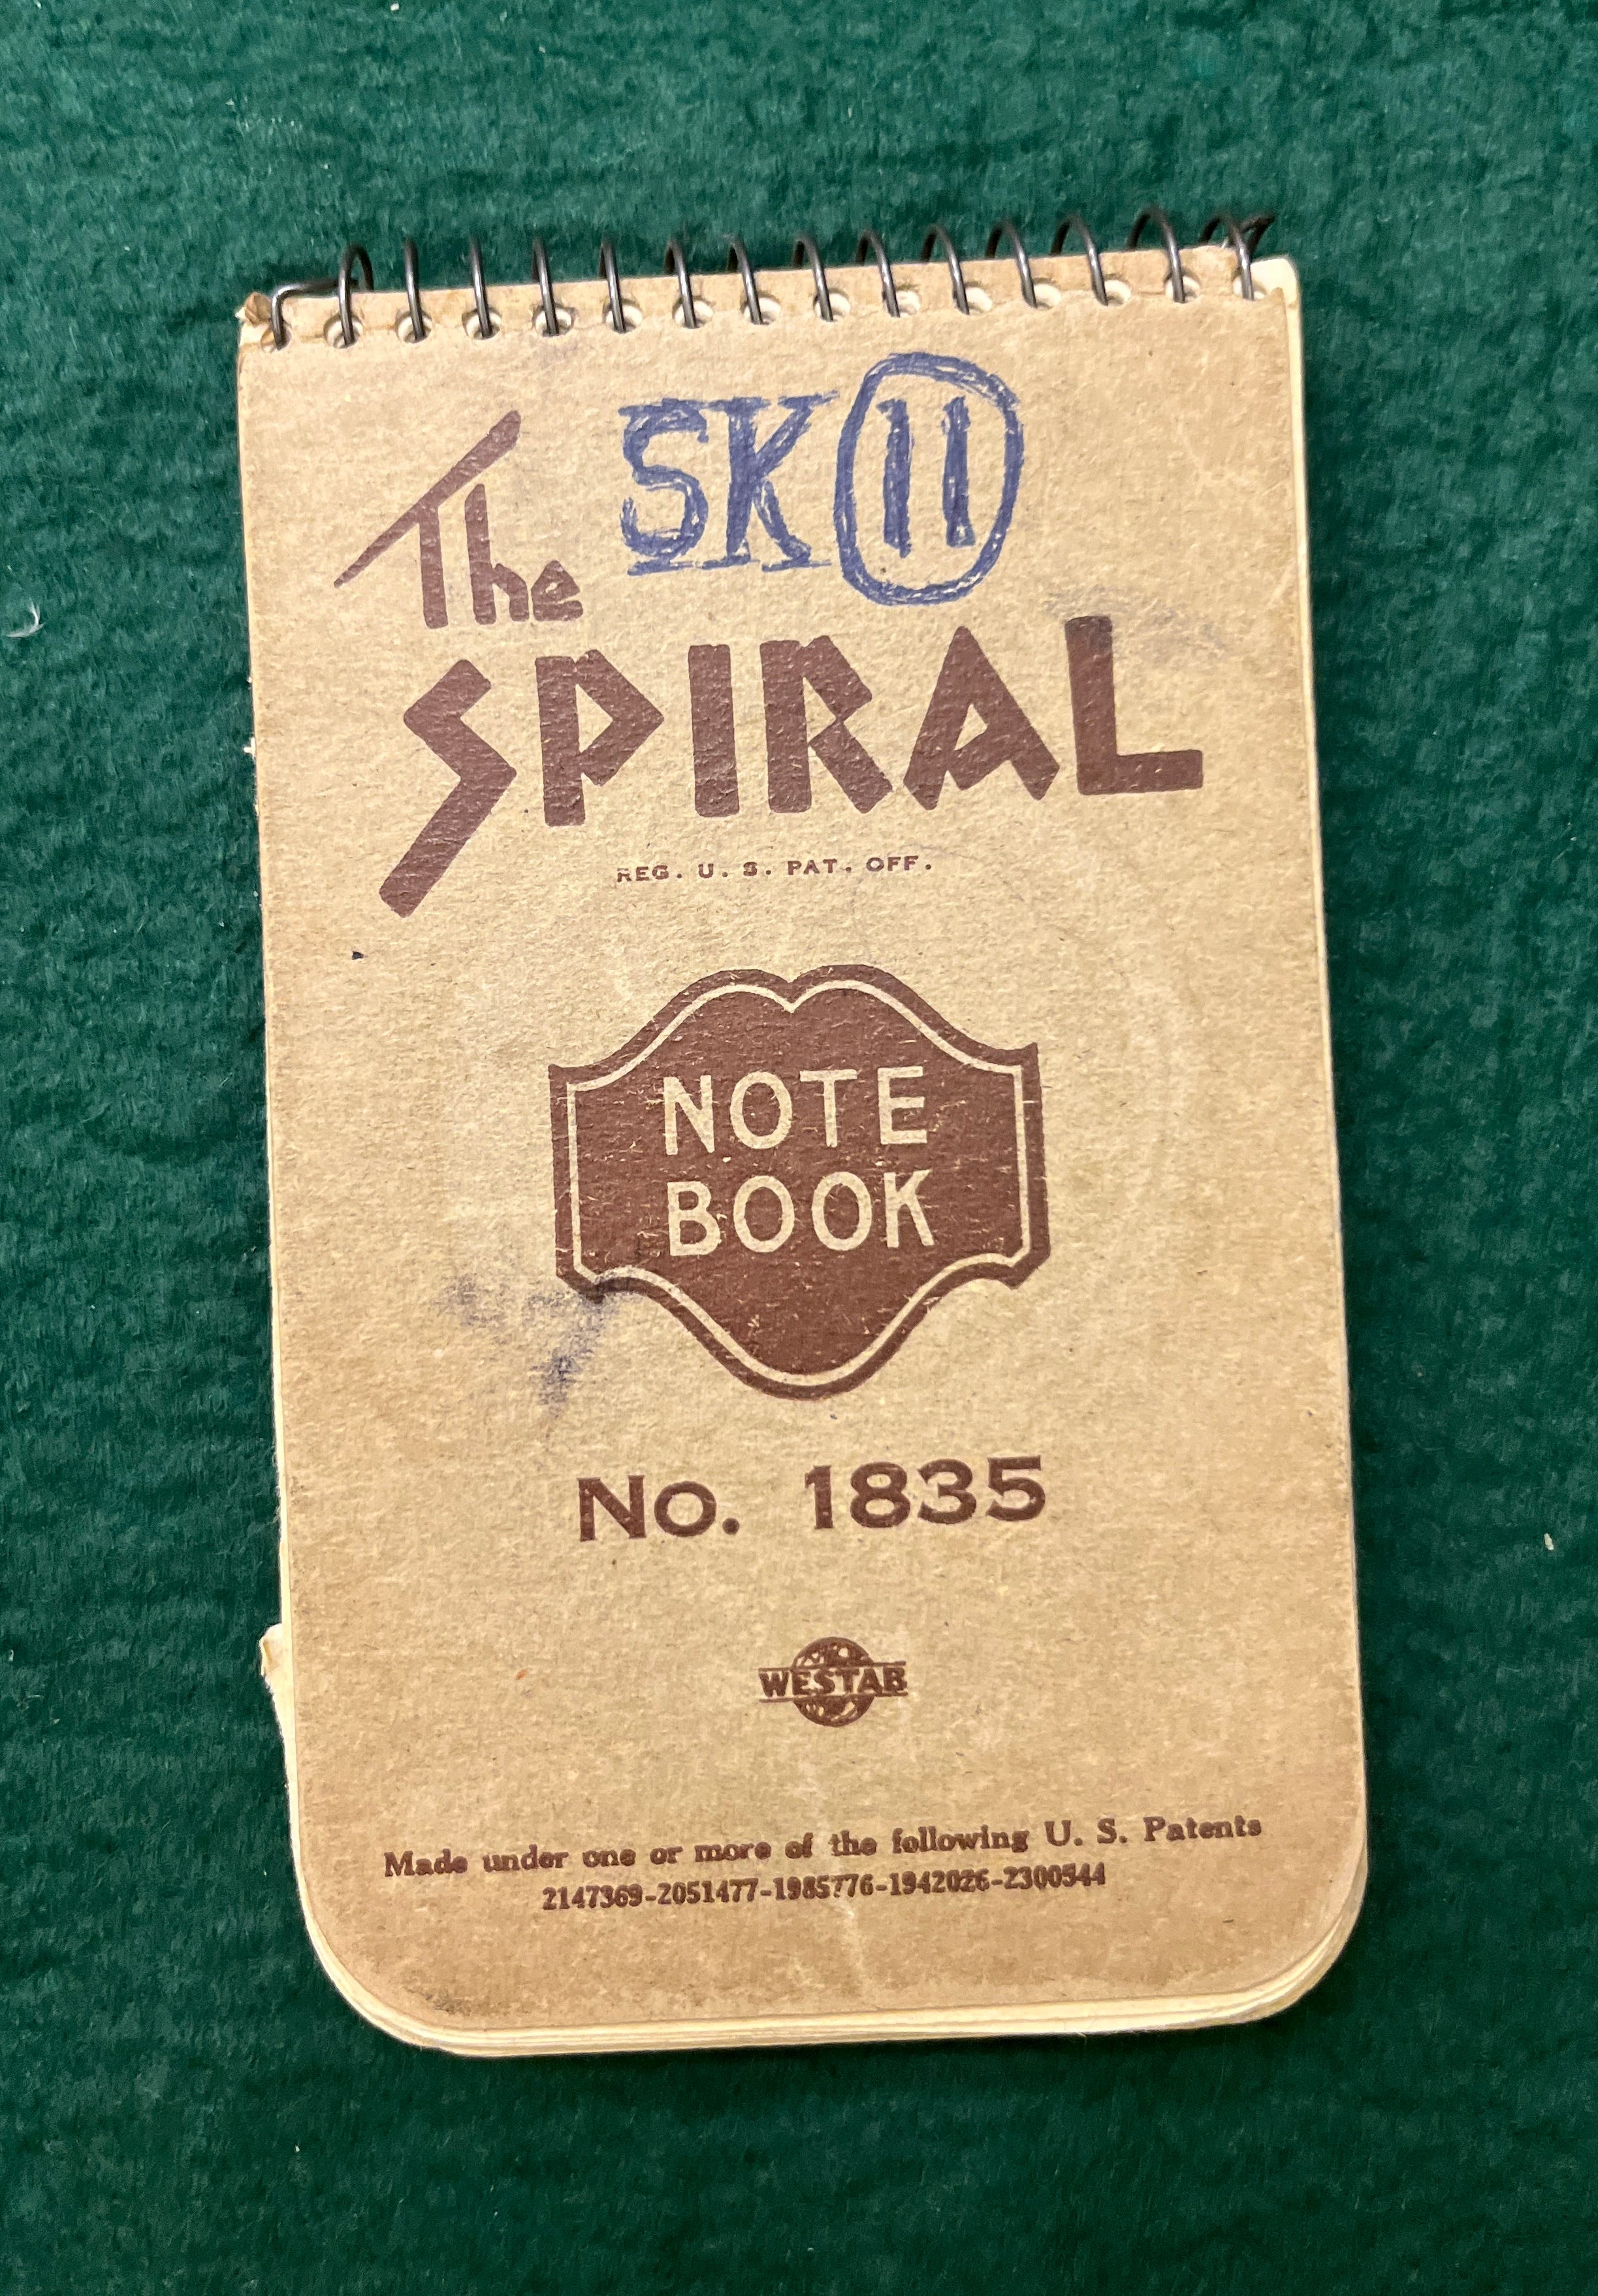 SK 11
The
SPIRAL
REG. U. S. PAT. OFF.
NOTE
BOOK
No. 1835
WESTAB
Made under one or more of the following U. S. Patents
2147369-2051477-1985776-1942026-2300544